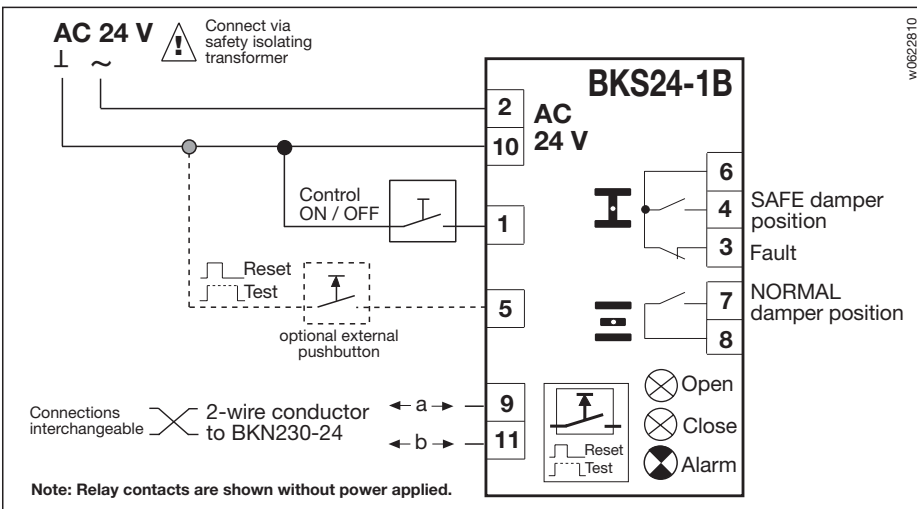 AC 24 V
⊥ ~
Connect via
safety isolating
transformer
w0622810
BKS24-1B
2
10
AC
24 V
Control
ON / OFF
1
6
4
3
SAFE damper
position
Fault
Reset
Test
optional external
pushbutton
5
7
8
NORMAL
damper position
Connections
interchangeable
2-wire conductor
to BKN230-24
a
b
9
11
Reset
Test
Open
Close
Alarm
Note: Relay contacts are shown without power applied.